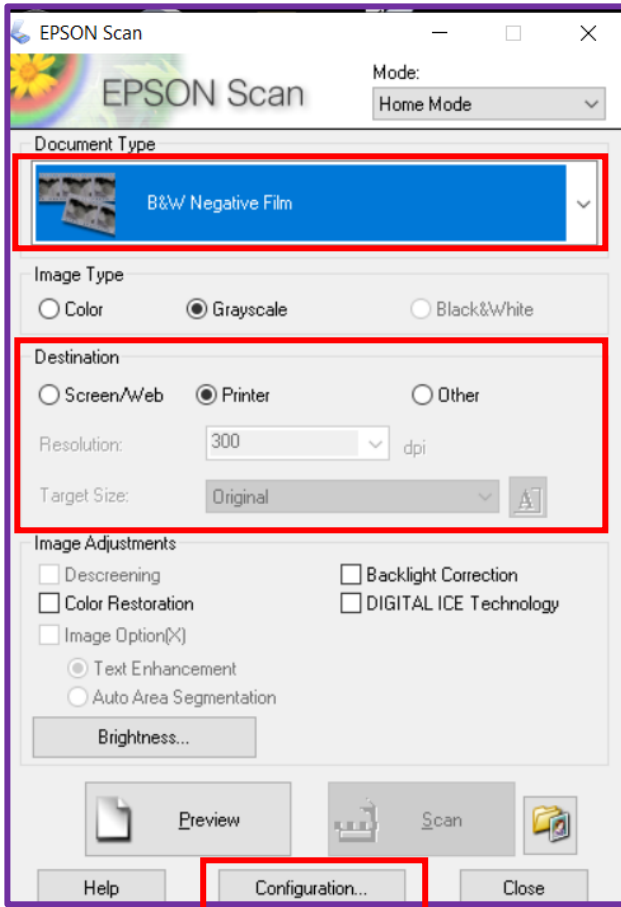 EPSON Scan
EPSON Scan
Mode:
Home Mode
Document Type
B&W Negative Film
Image Type
Color Grayscale Black&White
Destination
Screen/Web Printer Other
Resolution: 300 dpi
Target Size: Original A
Image Adjustments
Descreening Backlight Correction
Color Restoration DIGITAL ICE Technology
Image Option(X)
Text Enhancement
Auto Area Segmentation
Brightness...
Preview Scan
Help Configuration... Close